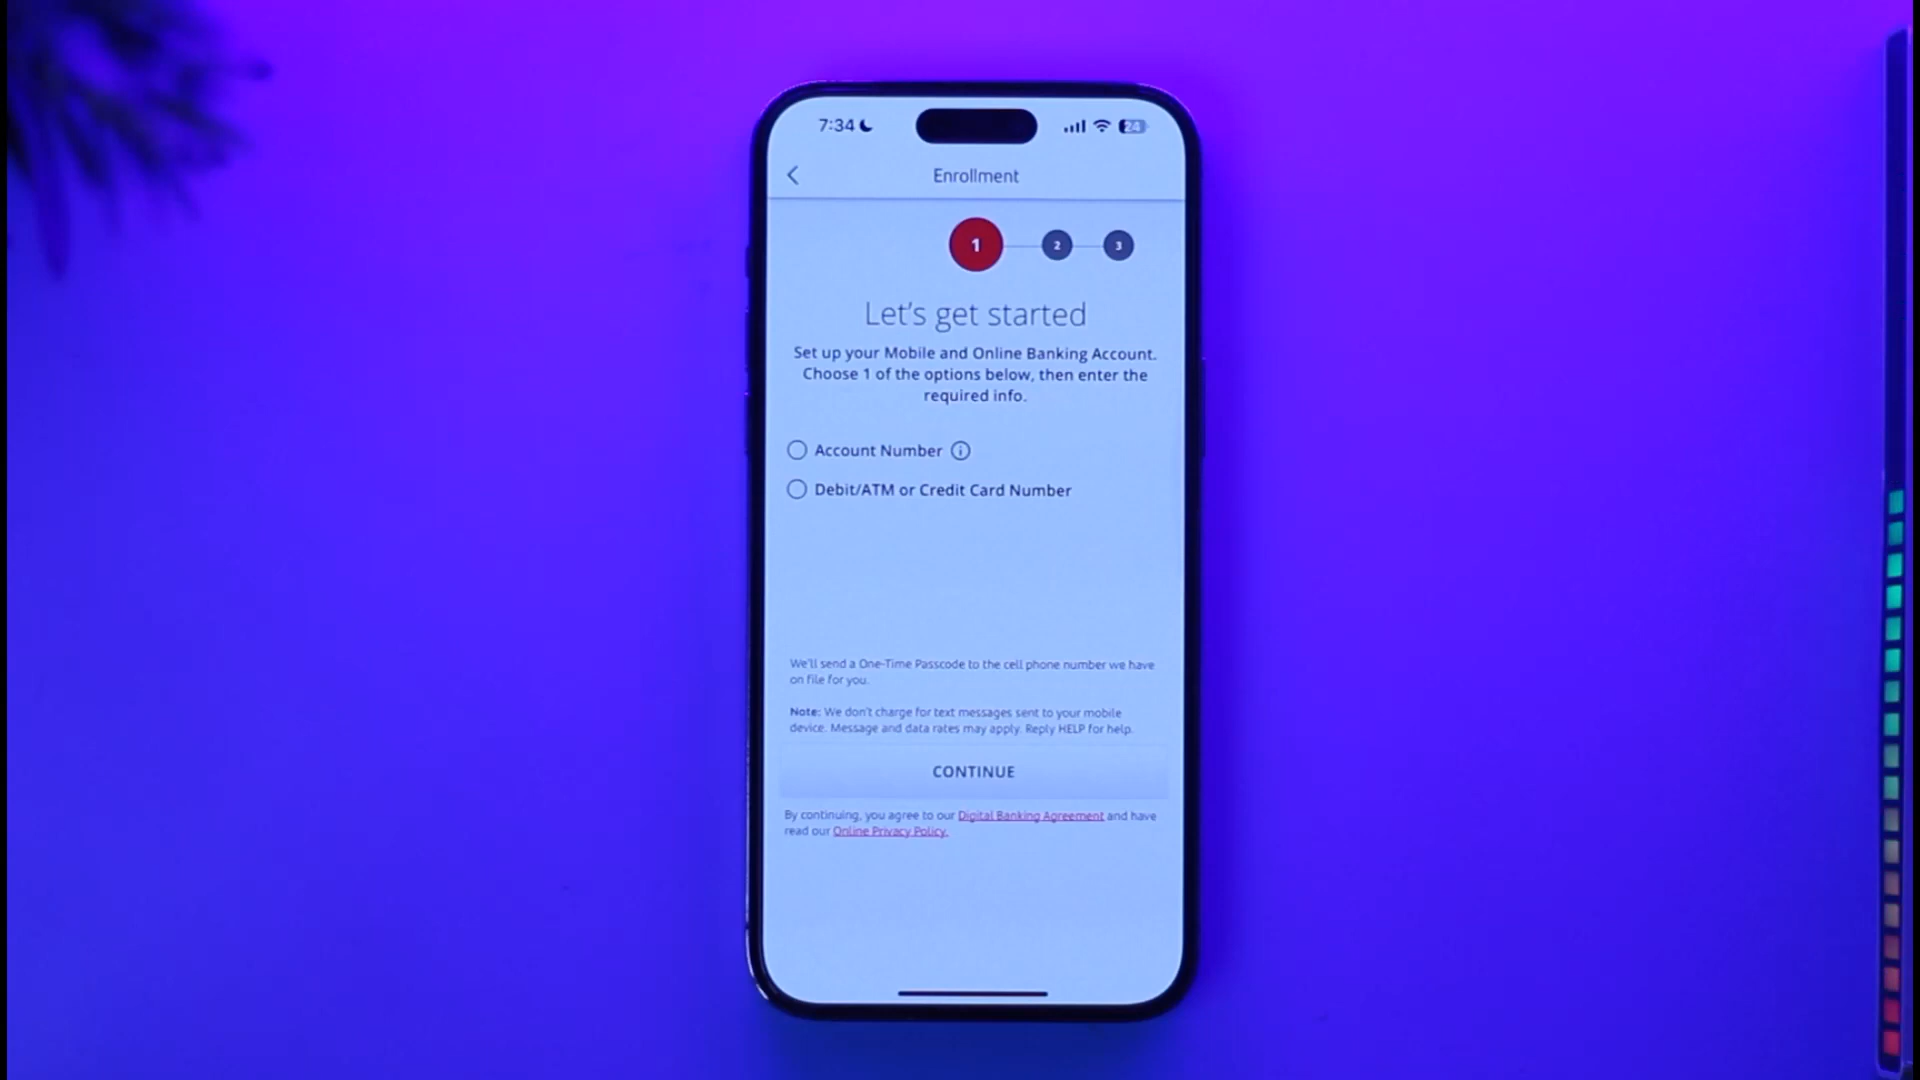 7:34
24
Enrollment
1
2
3
Let's get started
Set up your Mobile and Online Banking Account.
Choose 1 of the options below, then enter the
required info.
Account Number
Debit/ATM or Credit Card Number
We'll send a One-Time Passcode to the cell phone number we have
on file for you.
Note: We don't charge for text messages sent to your mobile
device. Message and data rates may apply. Reply HELP for help.
CONTINUE
By continuing, you agree to our Digital Banking Agreement and have
read our Online Privacy Policy.